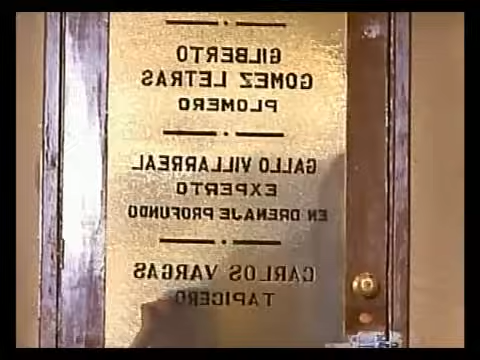 GILBERTO
GOMEZ LETRAS
PLOMERO
GALLO VILLARREAL
EXPERTO
EN DRENAJE PROFUNDO
CARLOS VARGAS
TAPICERO